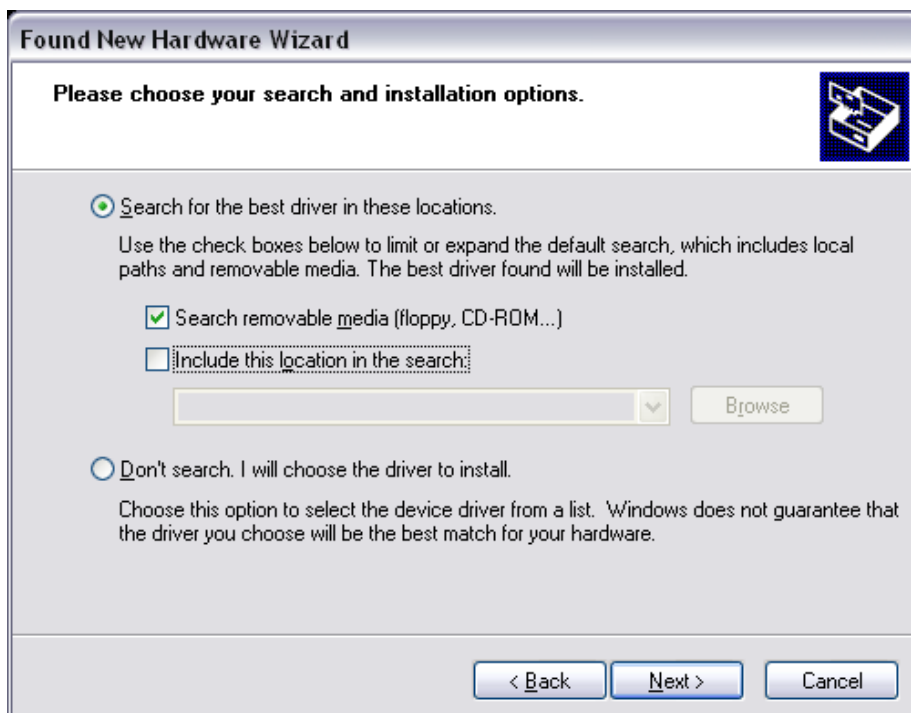 Found New Hardware Wizard
Please choose your search and installation options.
Search for the best driver in these locations.
Use the check boxes below to limit or expand the default search, which includes local
paths and removable media. The best driver found will be installed.
Search removable media (floppy, CD-ROM...)
Include this location in the search:
Browse
Don't search. I will choose the driver to install.
Choose this option to select the device driver from a list. Windows does not guarantee that
the driver you choose will be the best match for your hardware.
< Back Next > Cancel